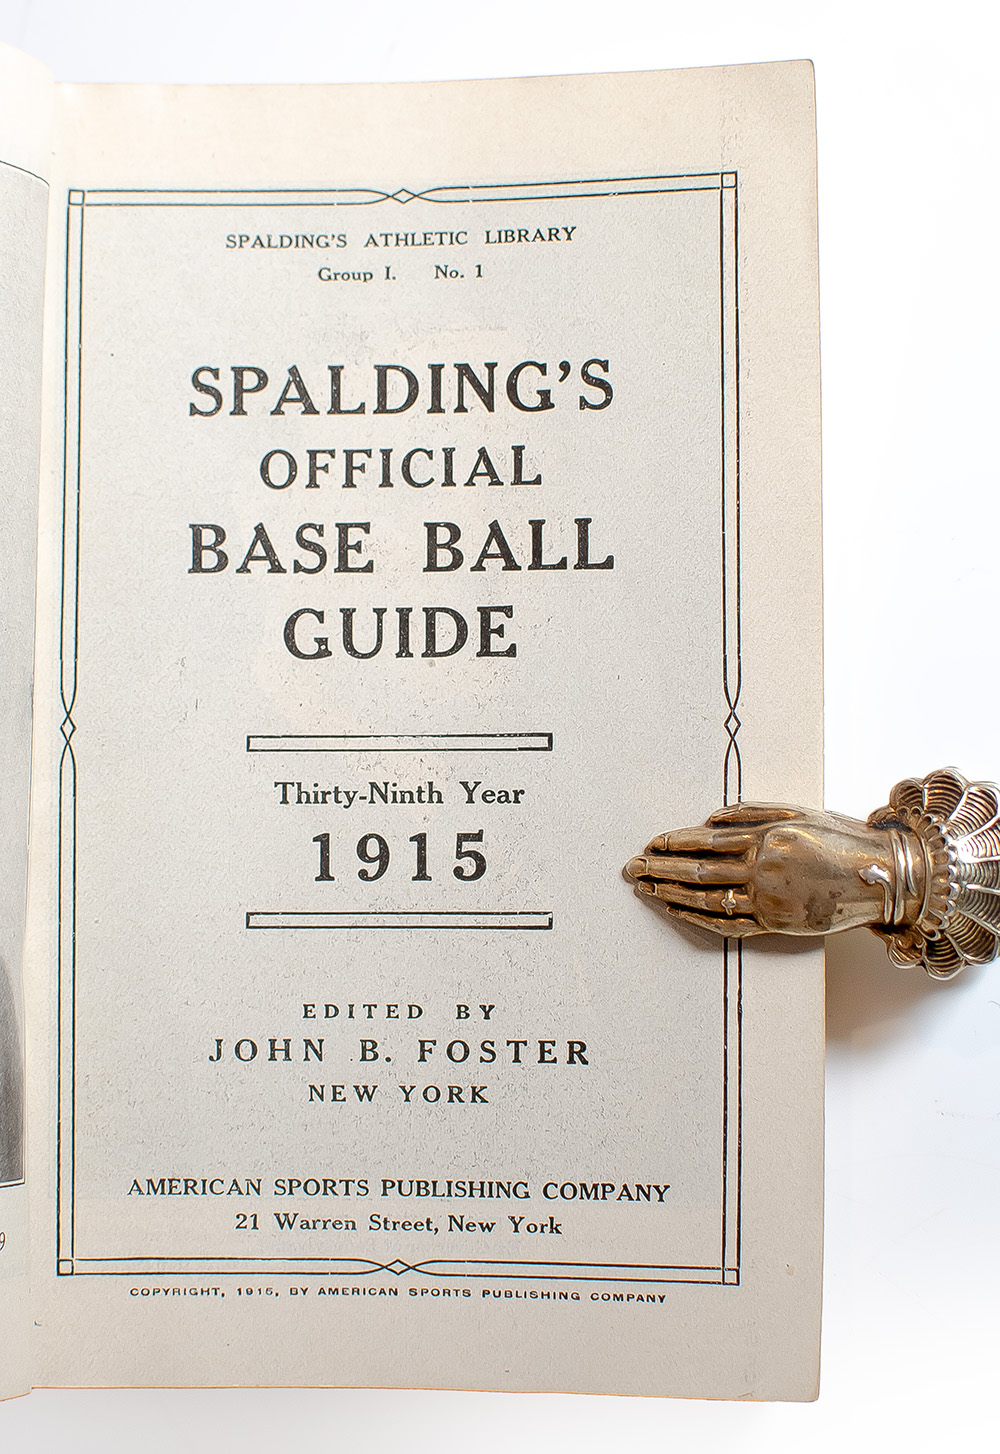 SPALDING'S ATHLETIC LIBRARY
Group I. No. 1
SPALDING'S
OFFICIAL
BASE BALL
GUIDE
Thirty-Ninth Year
1915
EDITED BY
JOHN B. FOSTER
NEW YORK
AMERICAN SPORTS PUBLISHING COMPANY
21 Warren Street, New York
COPYRIGHT, 1915, BY AMERICAN SPORTS PUBLISHING COMPANY
9